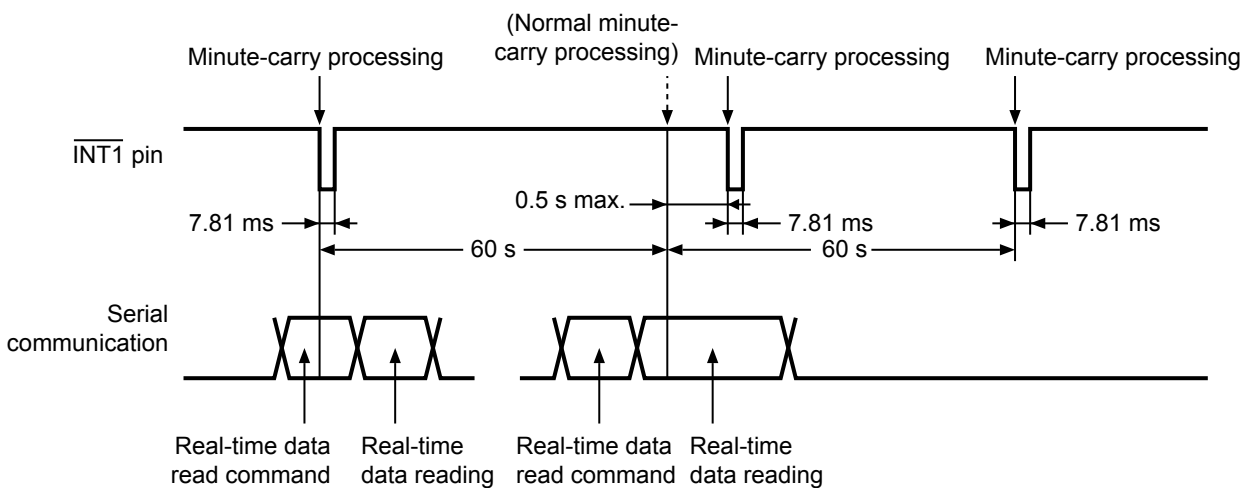 (Normal minute-
carry processing)
Minute-carry processing
Minute-carry processing
Minute-carry processing
INT1 pin
0.5 s max.
7.81 ms
7.81 ms
7.81 ms
60 s
60 s
Serial
communication
Real-time data
read command
Real-time
data reading
Real-time data
read command
Real-time
data reading